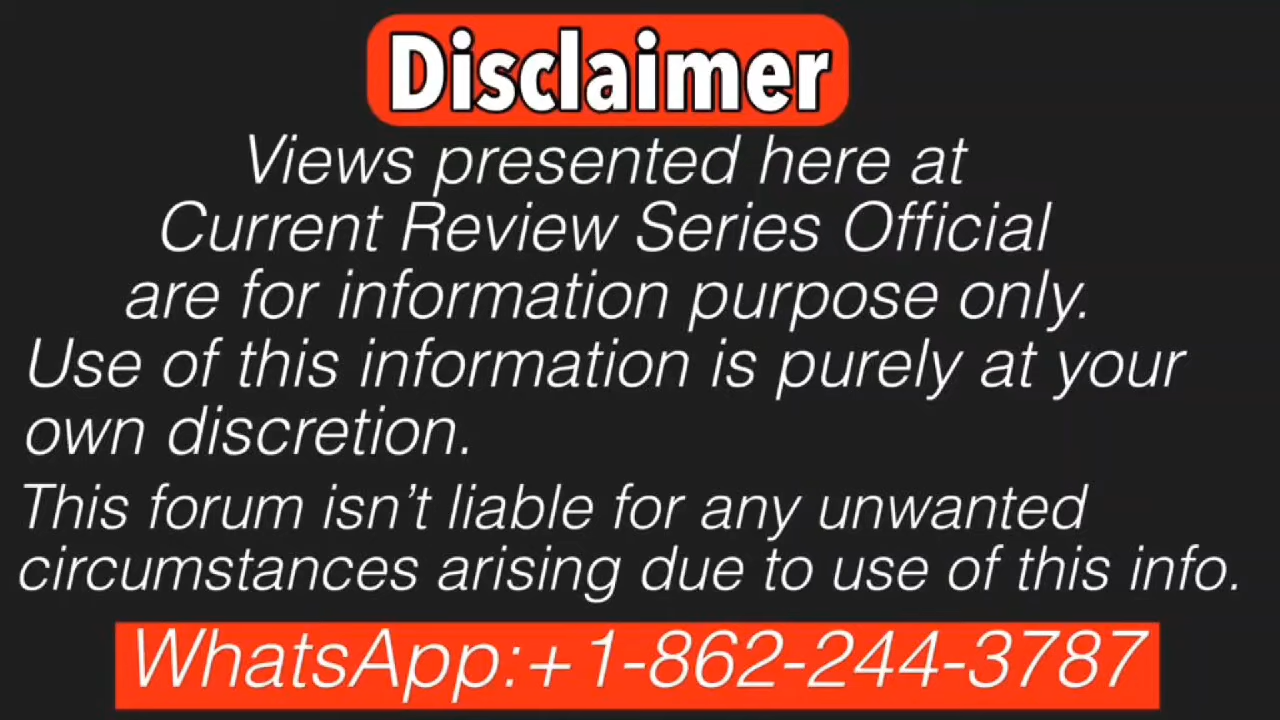 Disclaimer
Views presented here at
Current Review Series Official
are for information purpose only.
Use of this information is purely at your
own discretion.
This forum isn’t liable for any unwanted
circumstances arising due to use of this info.
WhatsApp:+1-862-244-3787